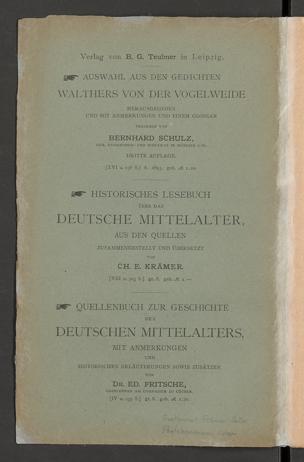 Verlag von B. G. Teubner in Leipzig.
AUSWAHL AUS DEN GEDICHTEN
WALTHERS VON DER VOGELWEIDE
HERAUSGEGEBEN
UND MIT ANMERKUNGEN UND EINEM GLOSSAR
VERSEHEN VON
BERNHARD SCHULZ,
DRITTE AUFLAGE.
HISTORISCHES LESEBUCH
ÜBER DAS
DEUTSCHE MITTELALTER,
AUS DEN QUELLEN
ZUSAMMENGESTELLT UND ÜBERSETZT
VON
CH. E. KRÄMER.
QUELLENBUCH ZUR GESCHICHTE
DES
DEUTSCHEN MITTELALTERS,
MIT ANMERKUNGEN
UND
HISTORISCHEN ERLÄUTERUNGEN SOWIE ZUSÄTZEN
VON
DR. ED. FRITSCHE,